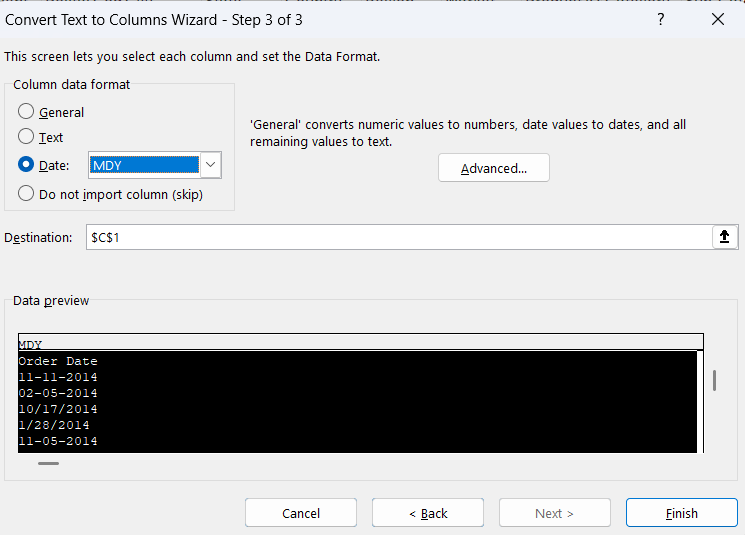 Convert Text to Columns Wizard - Step 3 of 3
?
This screen lets you select each column and set the Data Format.
Column data format
General
Text
Date: MDY
Do not import column (skip)
'General' converts numeric values to numbers, date values to dates, and all
remaining values to text.
Advanced...
Destination: $C$1
Data preview
MDY
Order Date
11-11-2014
02-05-2014
10/17/2014
1/28/2014
11-05-2014
Cancel
< Back
Next >
Finish